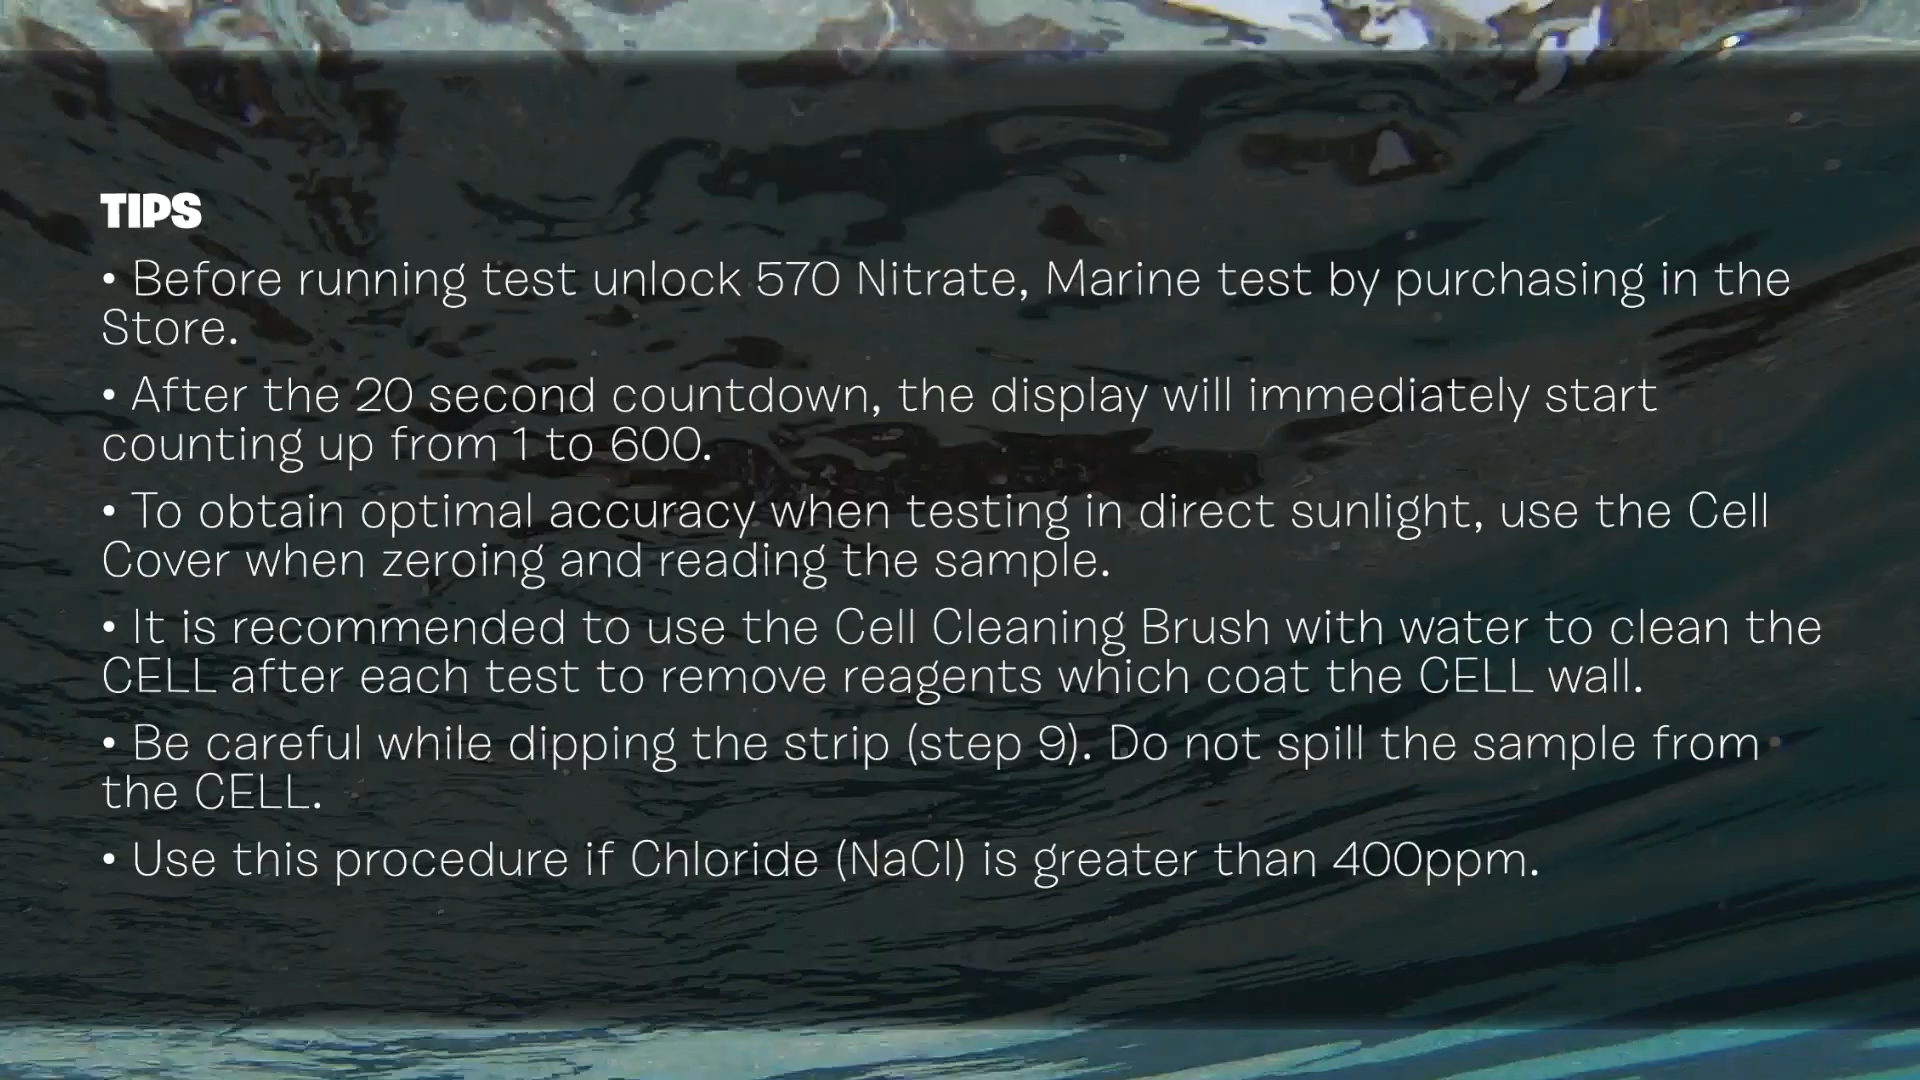 TIPS
• Before running test unlock 570 Nitrate, Marine test by purchasing in the
Store.
• After the 20 second countdown, the display will immediately start
counting up from 1 to 600.
• To obtain optimal accuracy when testing in direct sunlight, use the Cell
Cover when zeroing and reading the sample.
• It is recommended to use the Cell Cleaning Brush with water to clean the
CELL after each test to remove reagents which coat the CELL wall.
• Be careful while dipping the strip (step 9). Do not spill the sample from
the CELL.
• Use this procedure if Chloride (NaCl) is greater than 400ppm.